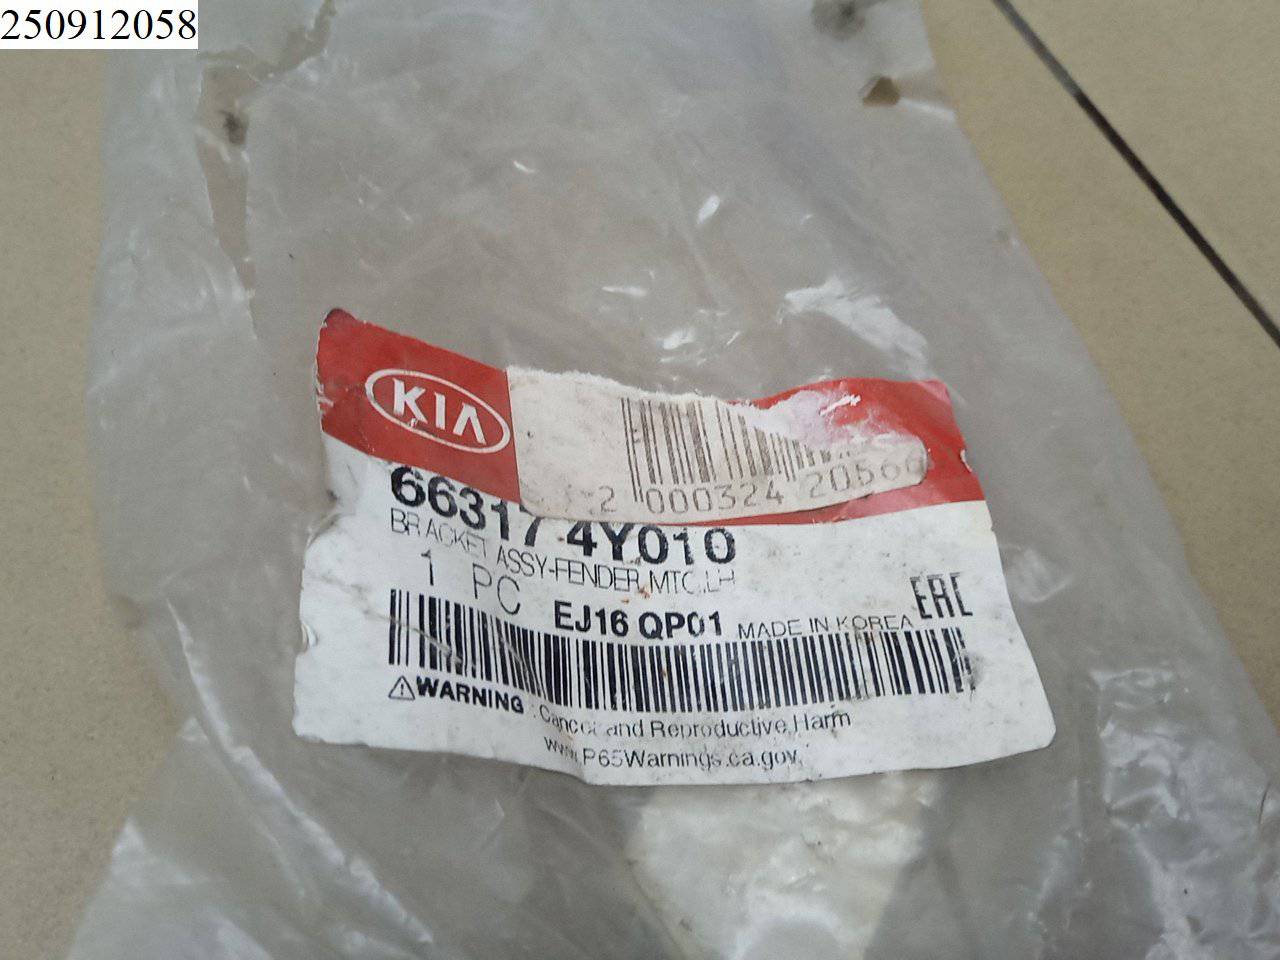 250912058
KIA
2 000324 20566
66317 4Y010
BRACKET ASSY-FENDER MTG,LH
1 PC
EJ16 QP01 MADE IN KOREA EAC
WARNING : Cancer and Reproductive Harm
www.P65Warnings.ca.gov